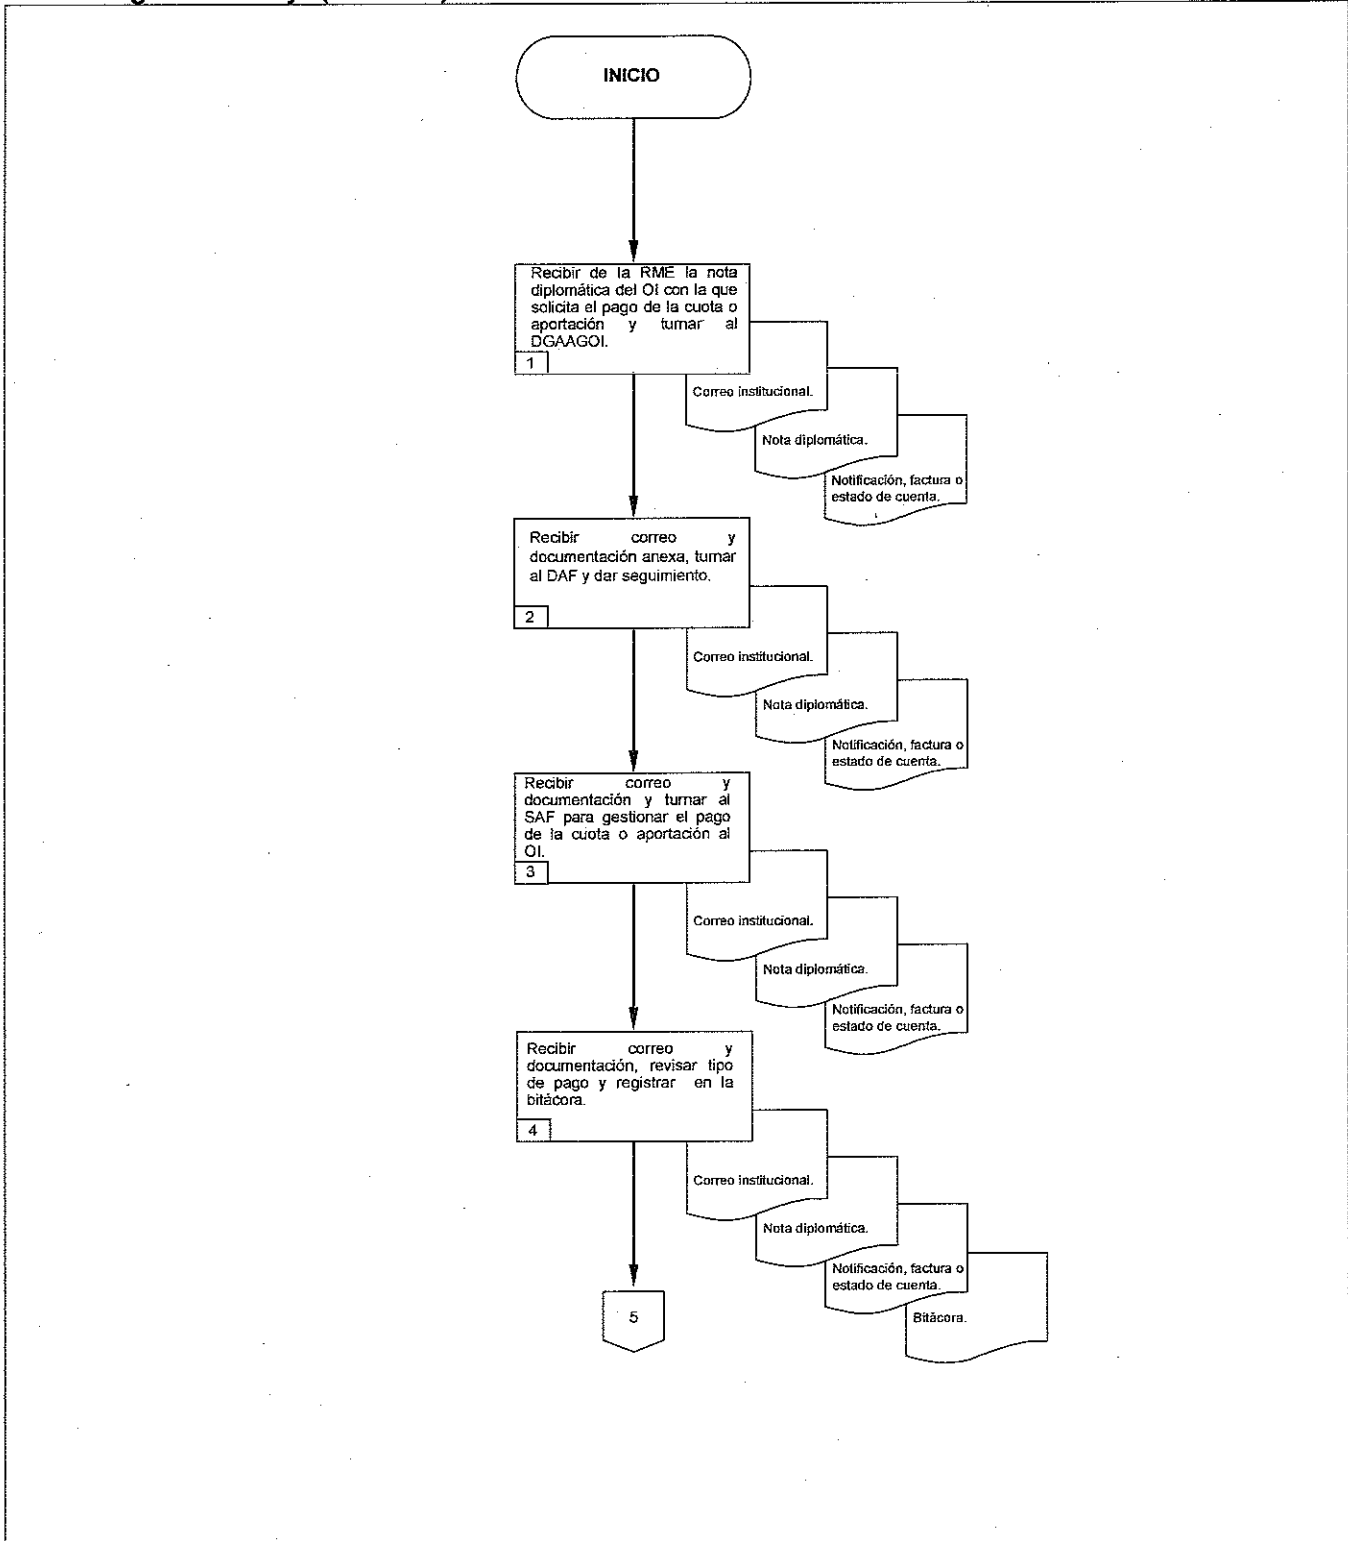 INICIO
Recibir de la RME la nota
diplomática del OI con la que
solicita el pago de la cuota o
aportación y turnar al
DGAAGOI.
1
Correo institucional.
Nota diplomática.
Notificación, factura o
estado de cuenta.
Recibir correo y
documentación anexa, turnar
al DAF y dar seguimiento.
2
Correo institucional.
Nota diplomática.
Notificación, factura o
estado de cuenta.
Recibir correo y
documentación y turnar al
SAF para gestionar el pago
de la cuota o aportación al
OI.
3
Correo institucional.
Nota diplomática.
Notificación, factura o
estado de cuenta.
Recibir correo y
documentación, revisar tipo
de pago y registrar en la
bitácora.
4
Correo institucional.
Nota diplomática.
Notificación, factura o
estado de cuenta.
Bitácora.
5